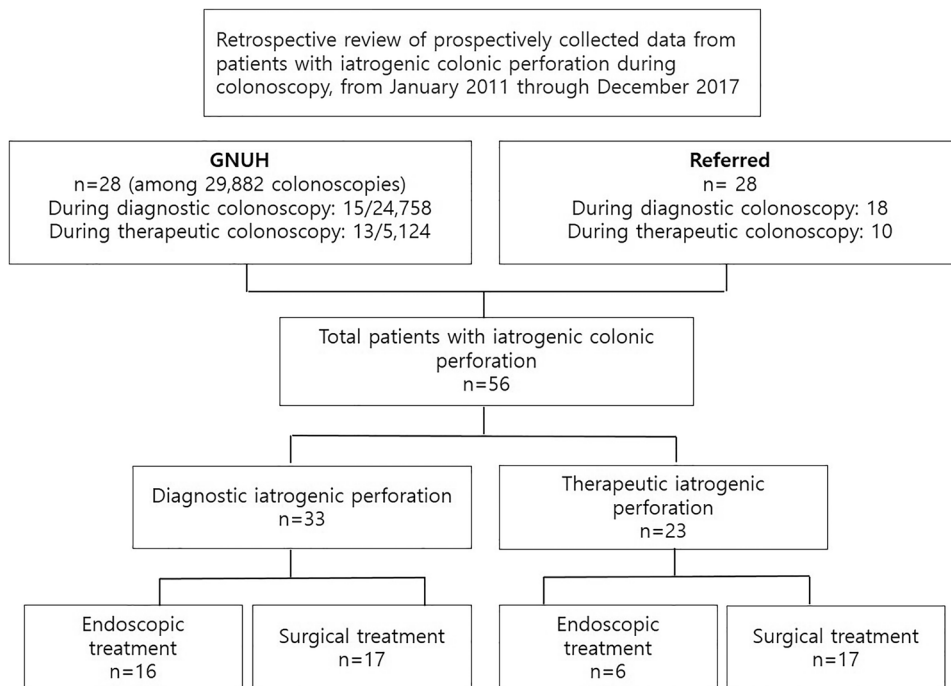 Retrospective review of prospectively collected data from
patients with iatrogenic colonic perforation during
colonoscopy, from January 2011 through December 2017
GNUH
n=28 (among 29,882 colonoscopies)
During diagnostic colonoscopy: 15/24,758
During therapeutic colonoscopy: 13/5,124
Referred
n= 28
During diagnostic colonoscopy: 18
During therapeutic colonoscopy: 10
Total patients with iatrogenic colonic
perforation
n=56
Diagnostic iatrogenic perforation
n=33
Therapeutic iatrogenic
perforation
n=23
Endoscopic
treatment
n=16
Surgical treatment
n=17
Endoscopic
treatment
n=6
Surgical treatment
n=17